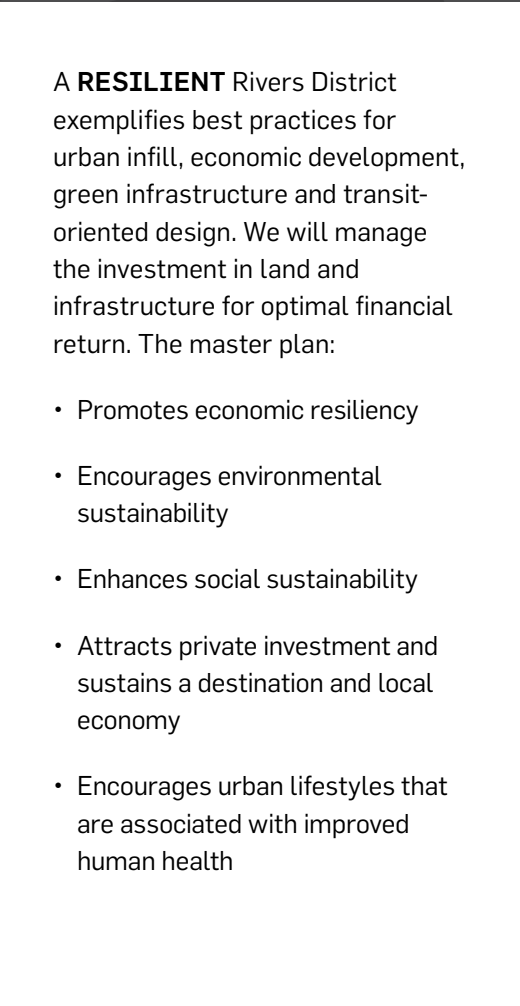 A RESILIENT Rivers District
exemplifies best practices for
urban infill, economic development,
green infrastructure and transit-
oriented design. We will manage
the investment in land and
infrastructure for optimal financial
return. The master plan:
• Promotes economic resiliency
• Encourages environmental
sustainability
• Enhances social sustainability
• Attracts private investment and
sustains a destination and local
economy
• Encourages urban lifestyles that
are associated with improved
human health